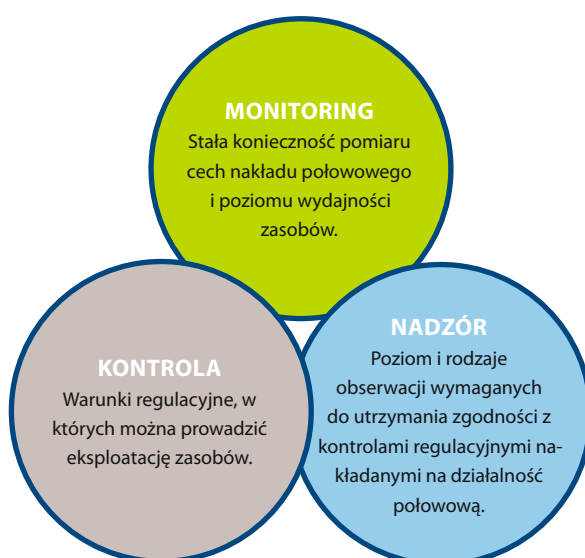 MONITORING
Stała konieczność pomiaru
cech nakładu połowowego
i poziomu wydajności
zasobów.
KONTROLA
Warunki regulacyjne, w
których można prowadzić
eksploatację zasobów.
NADZÓR
Poziom i rodzaje
obserwacji wymaganych
do utrzymania zgodności z
kontrolami regulacyjnymi na-
kładanymi na działalność
połowową.